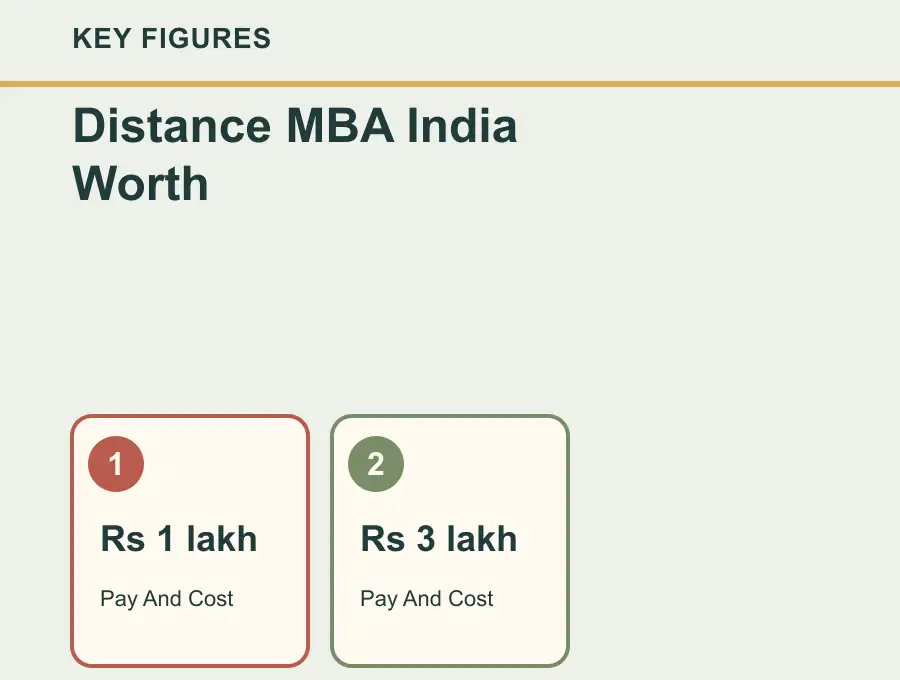 KEY FIGURES
Distance MBA India
Worth
1
Rs 1 lakh
Pay And Cost
2
Rs 3 lakh
Pay And Cost